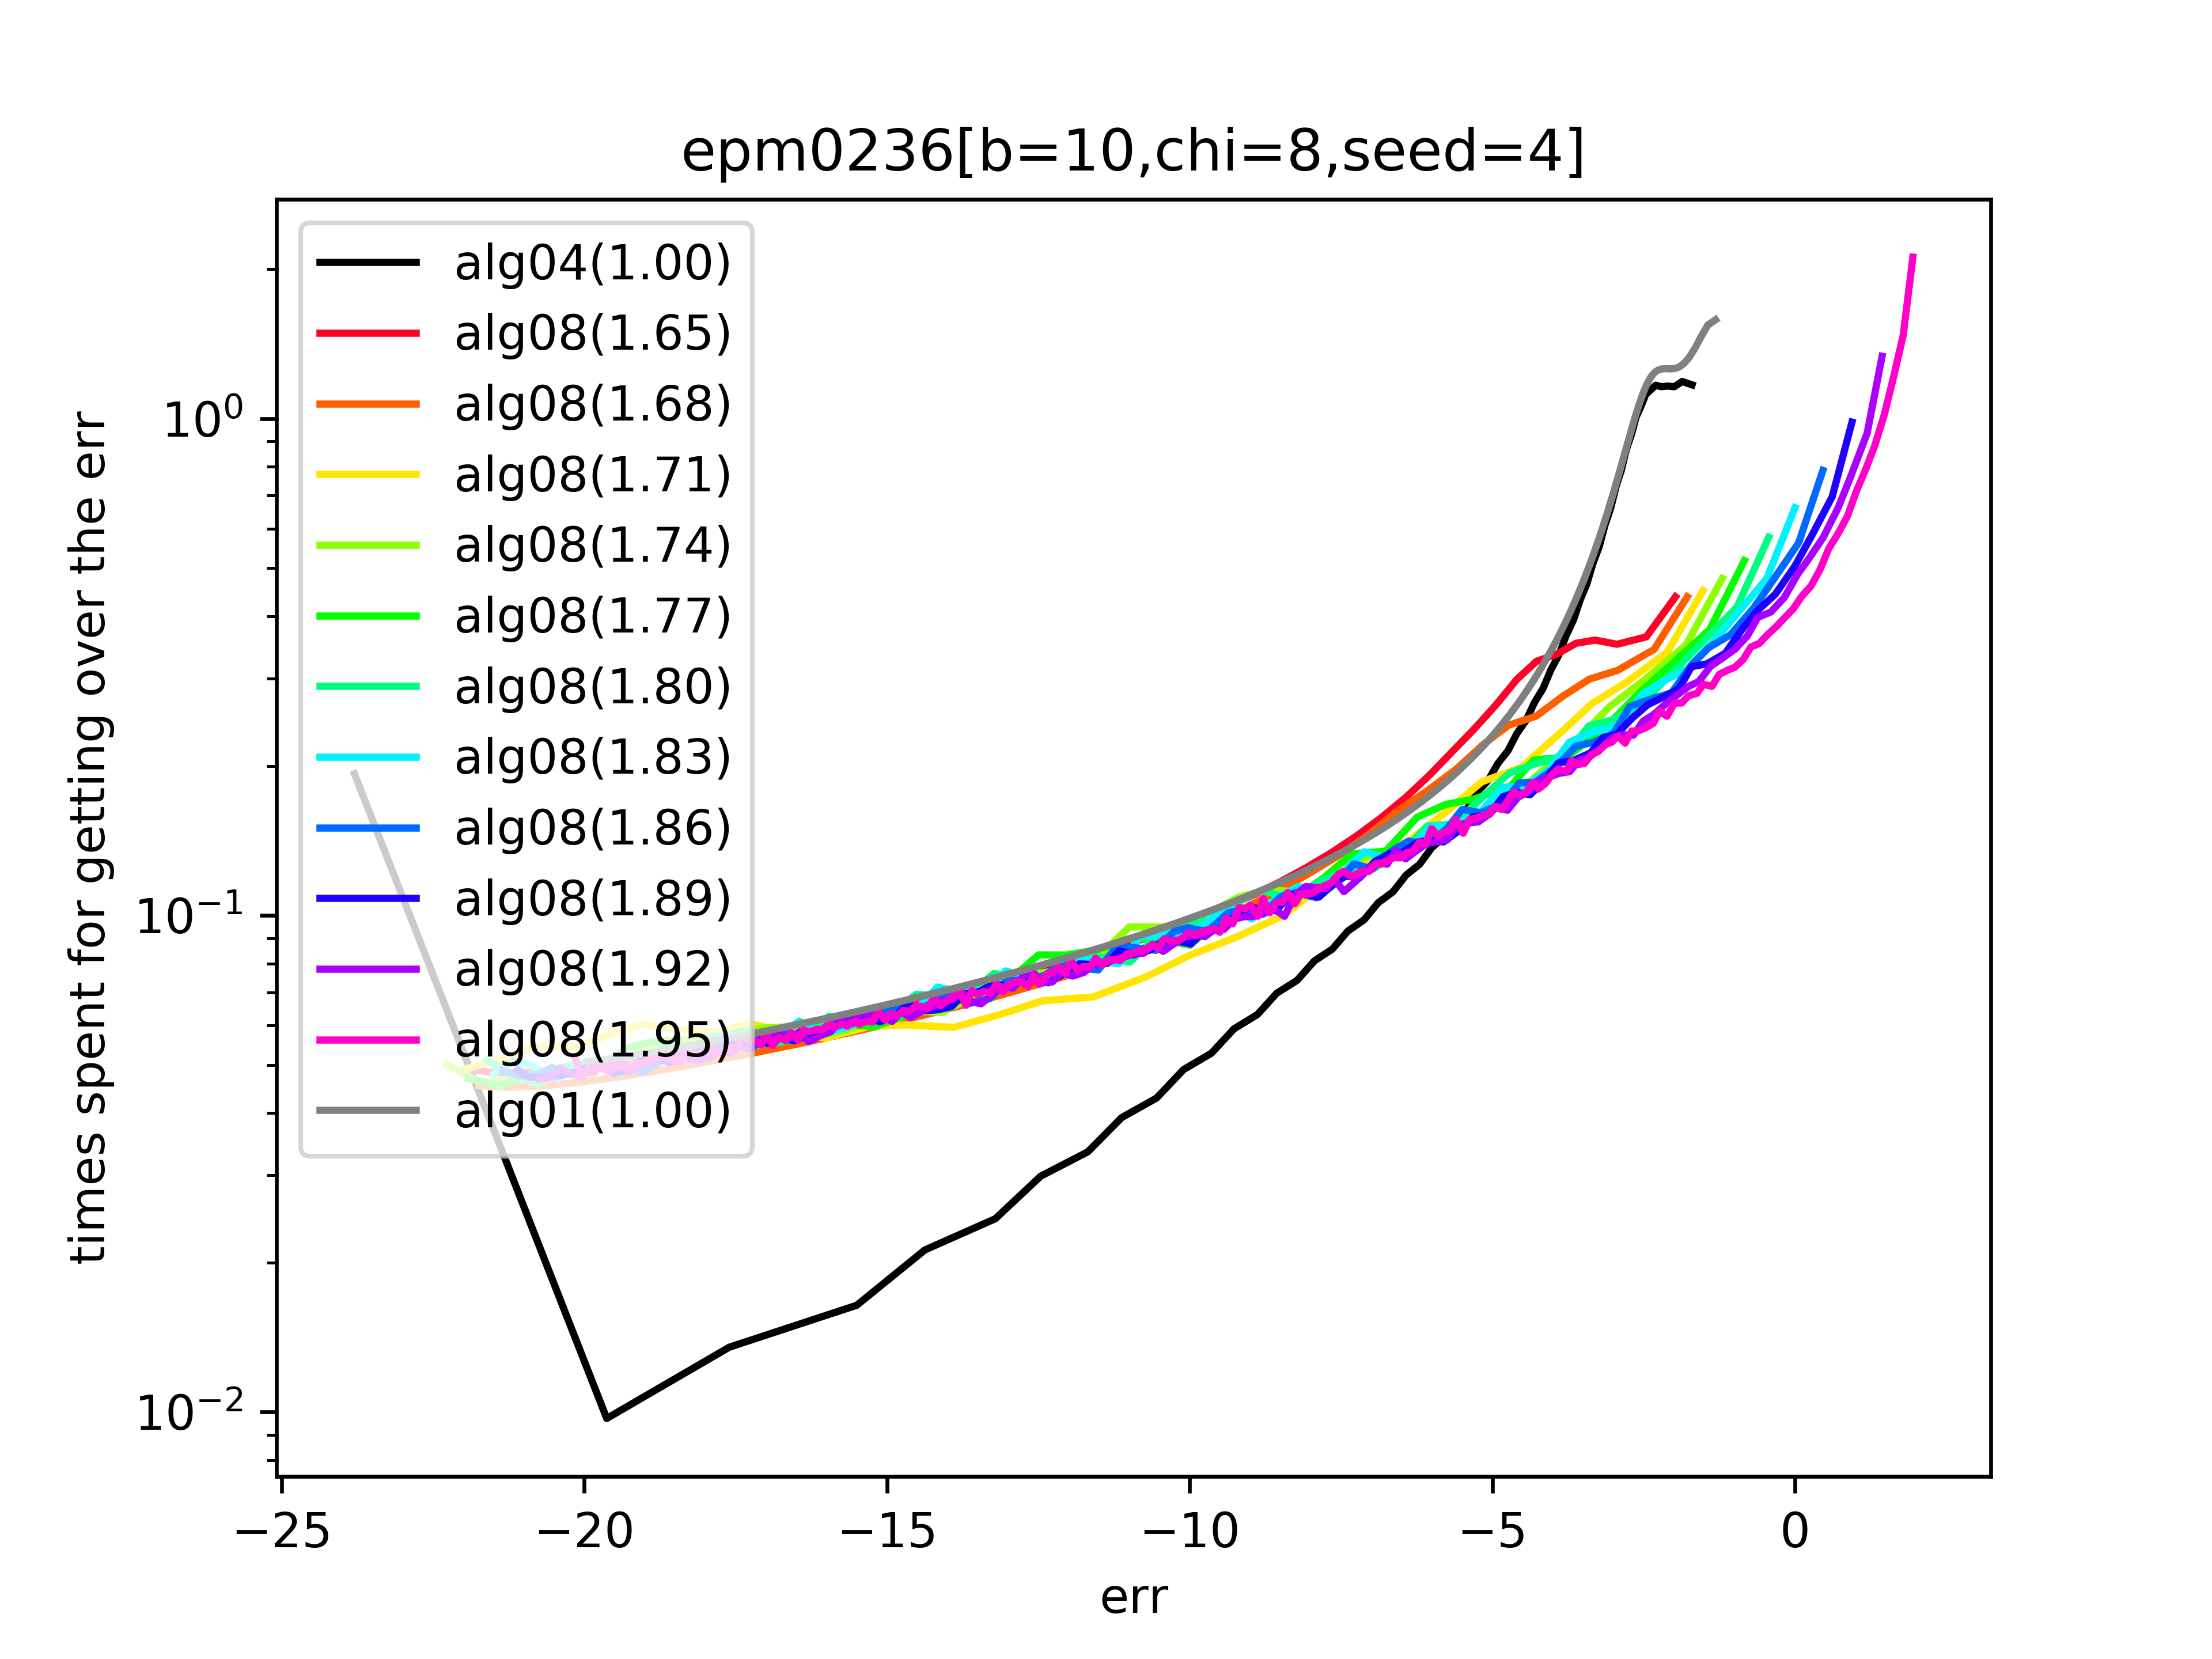 epm0236[b=10,chi=8,seed=4]
times spent for getting over the err
10⁰
10⁻¹
10⁻²
alg04(1.00)
alg08(1.65)
alg08(1.68)
alg08(1.71)
alg08(1.74)
alg08(1.77)
alg08(1.80)
alg08(1.83)
alg08(1.86)
alg08(1.89)
alg08(1.92)
alg08(1.95)
alg01(1.00)
−25 −20 −15 −10 −5 0
err